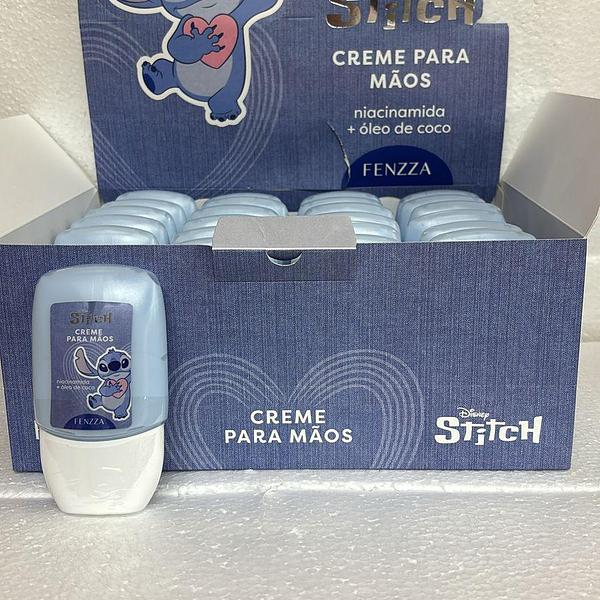 STITCH
CREME PARA
MÃOS
niacinamida
+ óleo de coco
FENZZA
STITCH
CREME
PARA MÃOS
niacinamida
+ óleo de coco
FENZZA
CREME
PARA MÃOS
Disney
STITCH